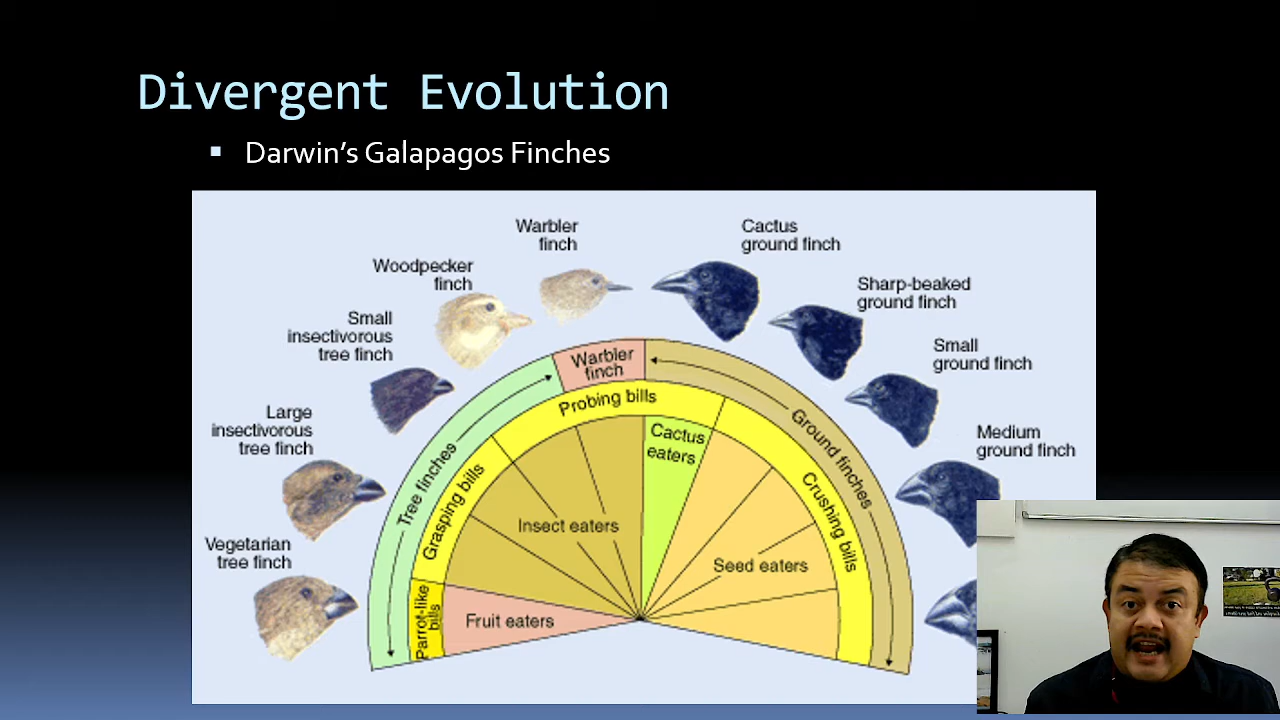 Divergent Evolution
Darwin's Galapagos Finches
Warbler
finch
Cactus
ground finch
Woodpecker
finch
Sharp-beaked
ground finch
Small
insectivorous
tree finch
Small
ground finch
Large
insectivorous
tree finch
Medium
ground finch
Vegetarian
tree finch
Warbler
finch
Tree finches
Ground finches
Probing bills
Grasping bills
Crushing bills
Parrot-like
bills
Cactus
eaters
Insect eaters
Seed eaters
Fruit eaters